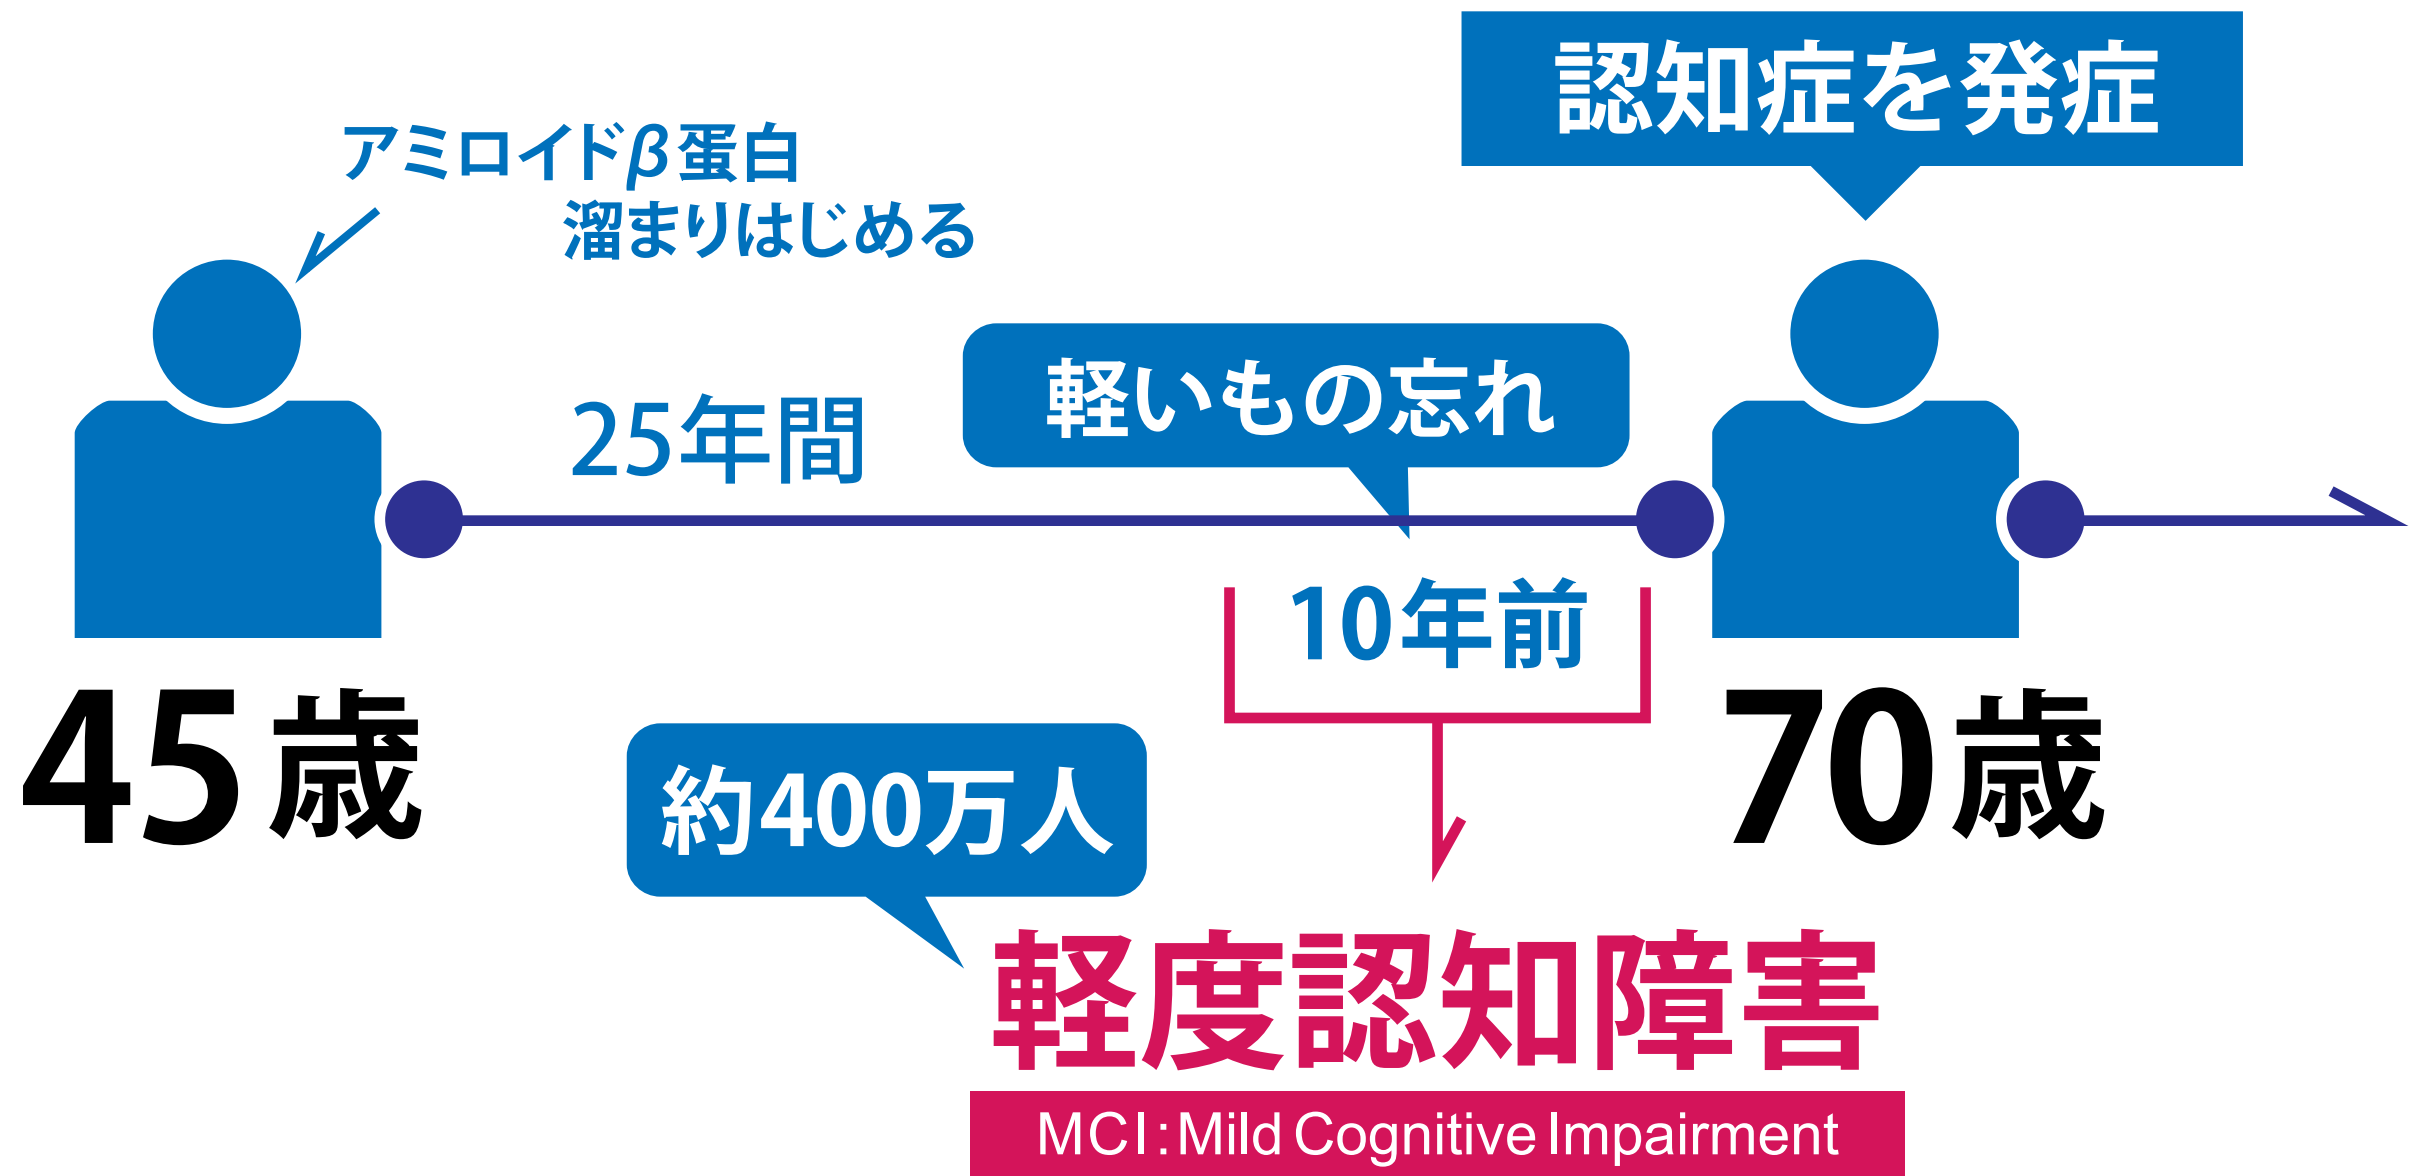 認知症を発症
アミロイドβ蛋白
溜まりはじめる
軽いもの忘れ
25年間
10年前
45歳
70歳
約400万人
軽度認知障害
MCI:Mild Cognitive Impairment